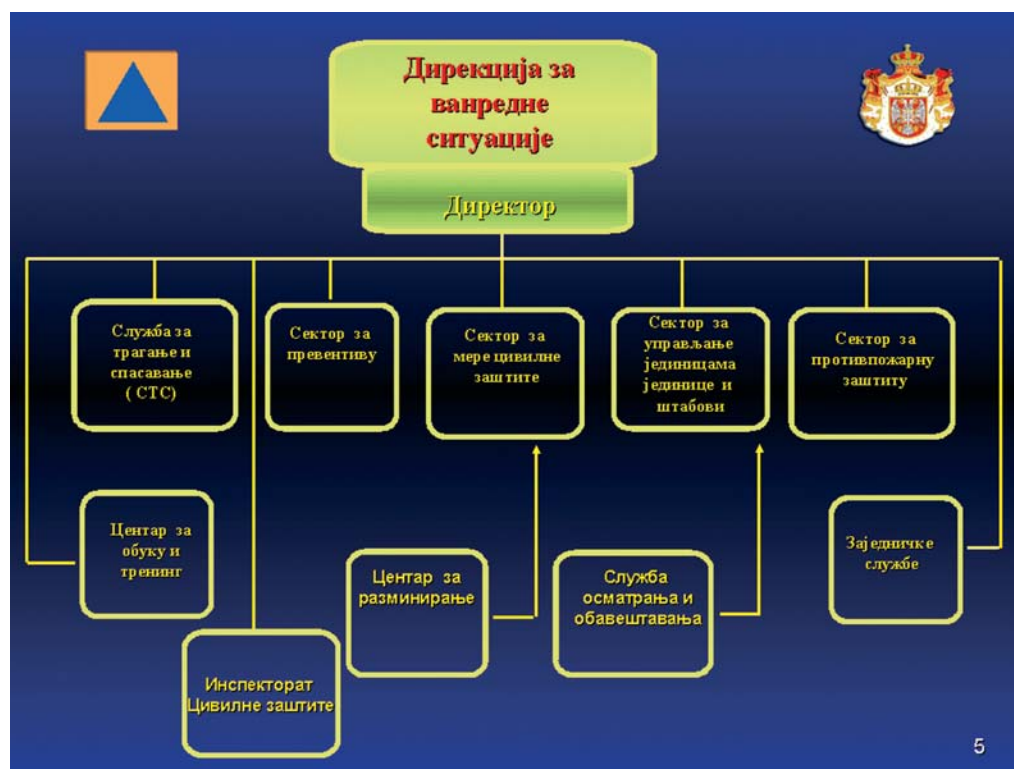 Дирекција за
ванредне
ситуације
Директор
Служба за
трагање и
спасавање
( СТС)
Сектор за
превентиву
Сектор за
мере цивилне
заштите
Сектор за
управљање
јединицама
јединице и
штабови
Сектор за
противпожарну
заштиту
Центар за
обуку и
тренинг
Центар за
разминирање
Служба
осматрања и
обавештавања
Заједничке
службе
Инспекторат
Цивилне заштите
5